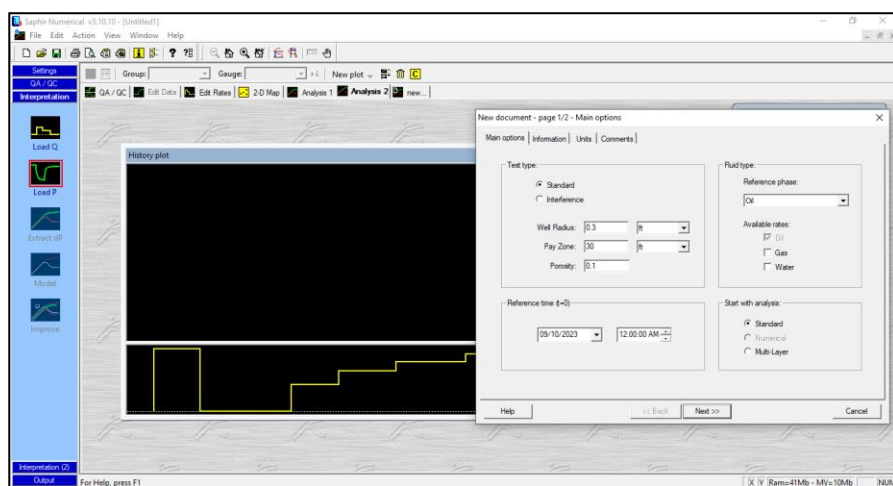 Saphir Numerical v3.10.10 - [Untitled1]
File Edit Action View Window Help
Settings
QA / QC
Interpretation
Group: Gauge: New plot
QA / QC Edit Data Edit Rates 2-D Map Analysis 1 Analysis 2 new...
Load Q
Load P
Extract dP
Model
Improve
Interpretation (2)
Output
History plot
New document - page 1/2 - Main options
Main options Information Units Comments
Test type:
Standard
Interference
Well Radius: 0.3 ft
Pay Zone: 30 ft
Porosity: 0.1
Fluid type:
Reference phase:
Oil
Available rates:
Oil
Gas
Water
Reference time (t=0)
09/10/2023 12:00:00 AM
Start with analysis:
Standard
Numerical
Multi-Layer
Help << Back Next >> Cancel
For Help, press F1
X Y Ram=41Mb - MV=10Mb NUM